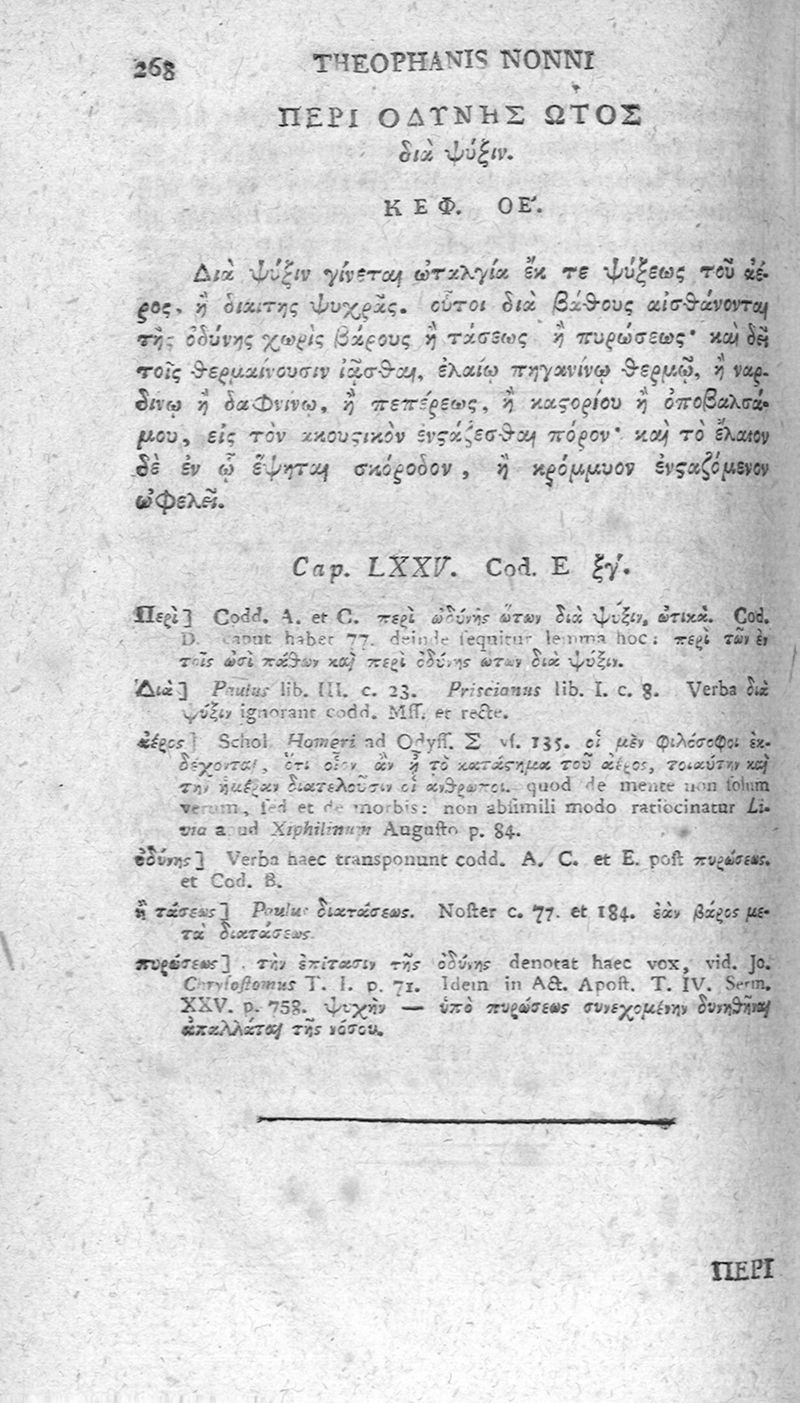 268
THEOPHANIS NONNI
ΠΕΡΙ ΟΔΥΝΗΣ ΩΤΟΣ
διὰ ψύξιν.
ΚΕΦ. ΟΕ´.
Διὰ ψύξιν γίνεται ὠταλγία ἔκ τε ψύξεως τοῦ ἀέ-
ρος, ἢ διαίτης ψυχρᾶς. οὗτοι διὰ βάθους αἰσθάνονται
τῆς ὀδύνης χωρὶς βάρους ἢ τάσεως ἢ πυρώσεως· καὶ δεῖ
τοῖς θερμαίνουσιν ἰᾶσθαι, ἐλαίῳ πηγανίνῳ θερμῷ, ἢ ναρ-
δίνῳ ἢ δαφνινῳ, ἢ πεπέρεως, ἢ καςορίου ἢ ὀποβαλσά-
μου, εἰς τὸν ἀκουςικὸν ἐνςάζεσθαι πόρον· καὶ τὸ ἔλαιον
δὲ ἐν ᾧ ἕψηται σκόροδον, ἢ κρόμμυον ἐνςαζόμενον
ὠφελεῖ.
Cap. LXXV. Cod. E ξγ´.
Περὶ] Codd. A. et C. περὶ ὠδύνης ὤτων διὰ ψύξιν, ὠτικά. Cod.
D. caput habet 77. deinde ſequitur lemma hoc: περὶ τῶν ἐν
τοῖς ὠσὶ πάθων καὶ περὶ ὀδύνης ωτων διὰ ψύξιν.
Διὰ] Paulus lib. III. c. 23. Priscianus lib. I. c. 8. Verba διὰ
ψύξιν ignorant codd. Mſſ. et recte.
ἀέρος] Schol. Homeri ad Odyſſ. Σ vſ. 135. οἱ μὲν φιλόσοφοι ἐκ-
δέχονται, ὅτι οἷον ἂν ᾖ τὸ κατάςημα τοῦ ἀέρος, τοιαύτην καὶ
τὴν ἡμέραν διατελοῦσιν οἱ ἄνθρωποι. quod de mente non ſolum
verum, ſed et de morbis: non abſimili modo ratiocinatur Li-
via apud Xiphilinum Auguſto p. 84.
ὀδύνης] Verba haec transponunt codd. A. C. et E. poſt πυρώσεως.
et Cod. B.
ἢ τάσεως] Paulus διατάσεως. Noſter c. 77. et 184. ἐὰν βάρος με-
τὰ διατάσεως.
πυρώσεως] τὴν ἐπίτασιν τῆς ὀδύνης denotat haec vox, vid. Jo.
Chryſoſtomus T. I. p. 71. Idem in Act. Apoſt. T. IV. Serm.
XXV. p. 758. ψυχὴν — ὑπὸ πυρώσεως συνεχομένην δυνηθῆναι
ἀπαλλάται τῆς νόσου.
ΠΕΡΙ